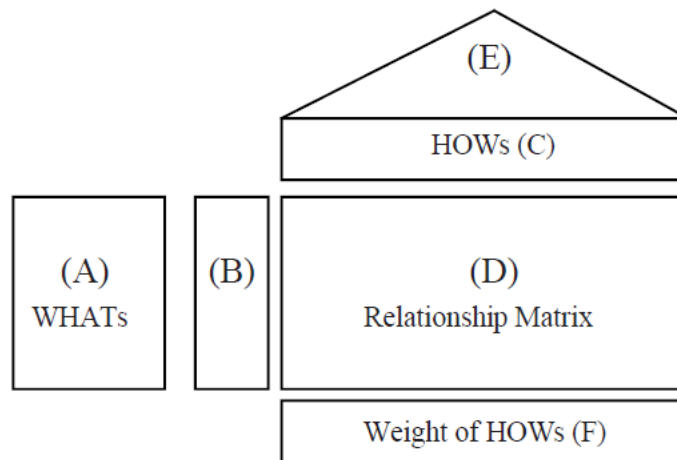 (E)
HOWs (C)
(A)
WHATs
(B)
(D)
Relationship Matrix
Weight of HOWs (F)